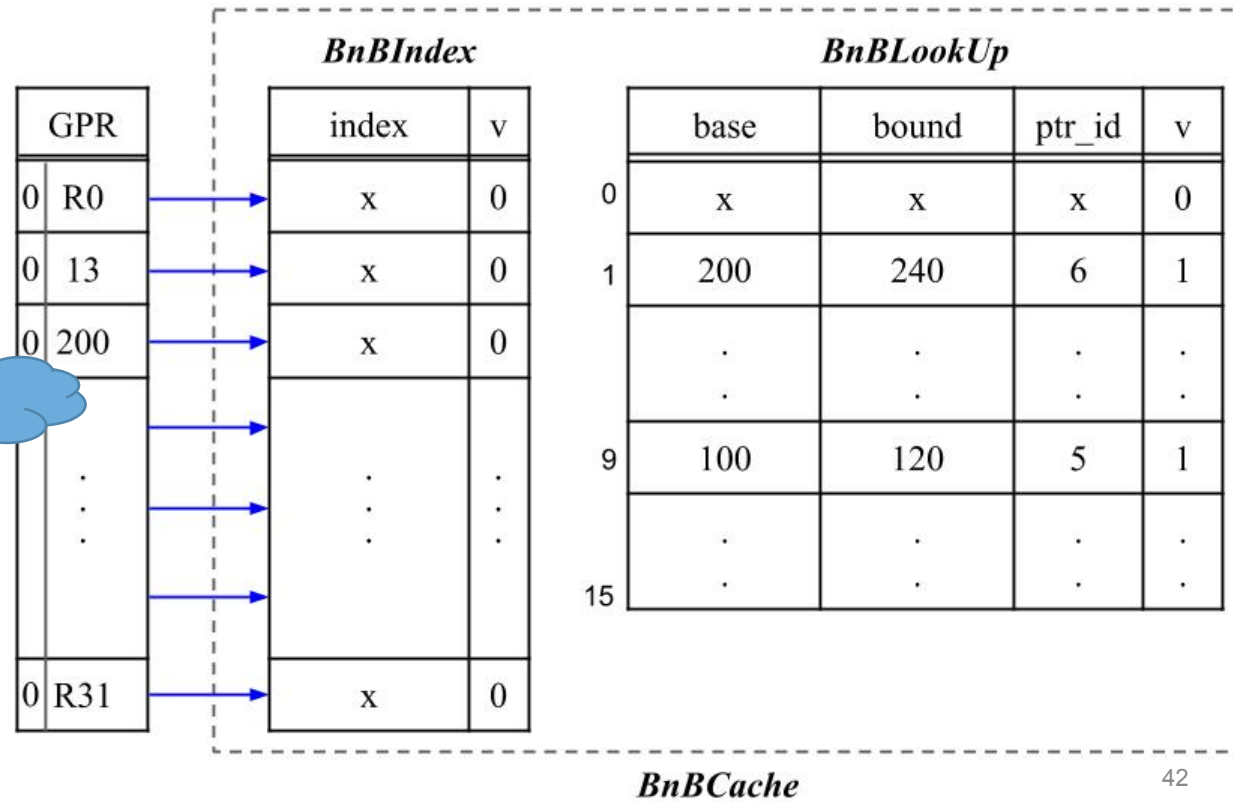 BnBIndex BnBLookUp
GPR index v base bound ptr_id v
0 R0 x 0 0 x x x 0
0 13 x 0 1 200 240 6 1
0 200 x 0 . . . .
. . . .
. . . 9 100 120 5 1
. . .
. . . . . . .
15 . . . .
0 R31 x 0
BnBCache 42